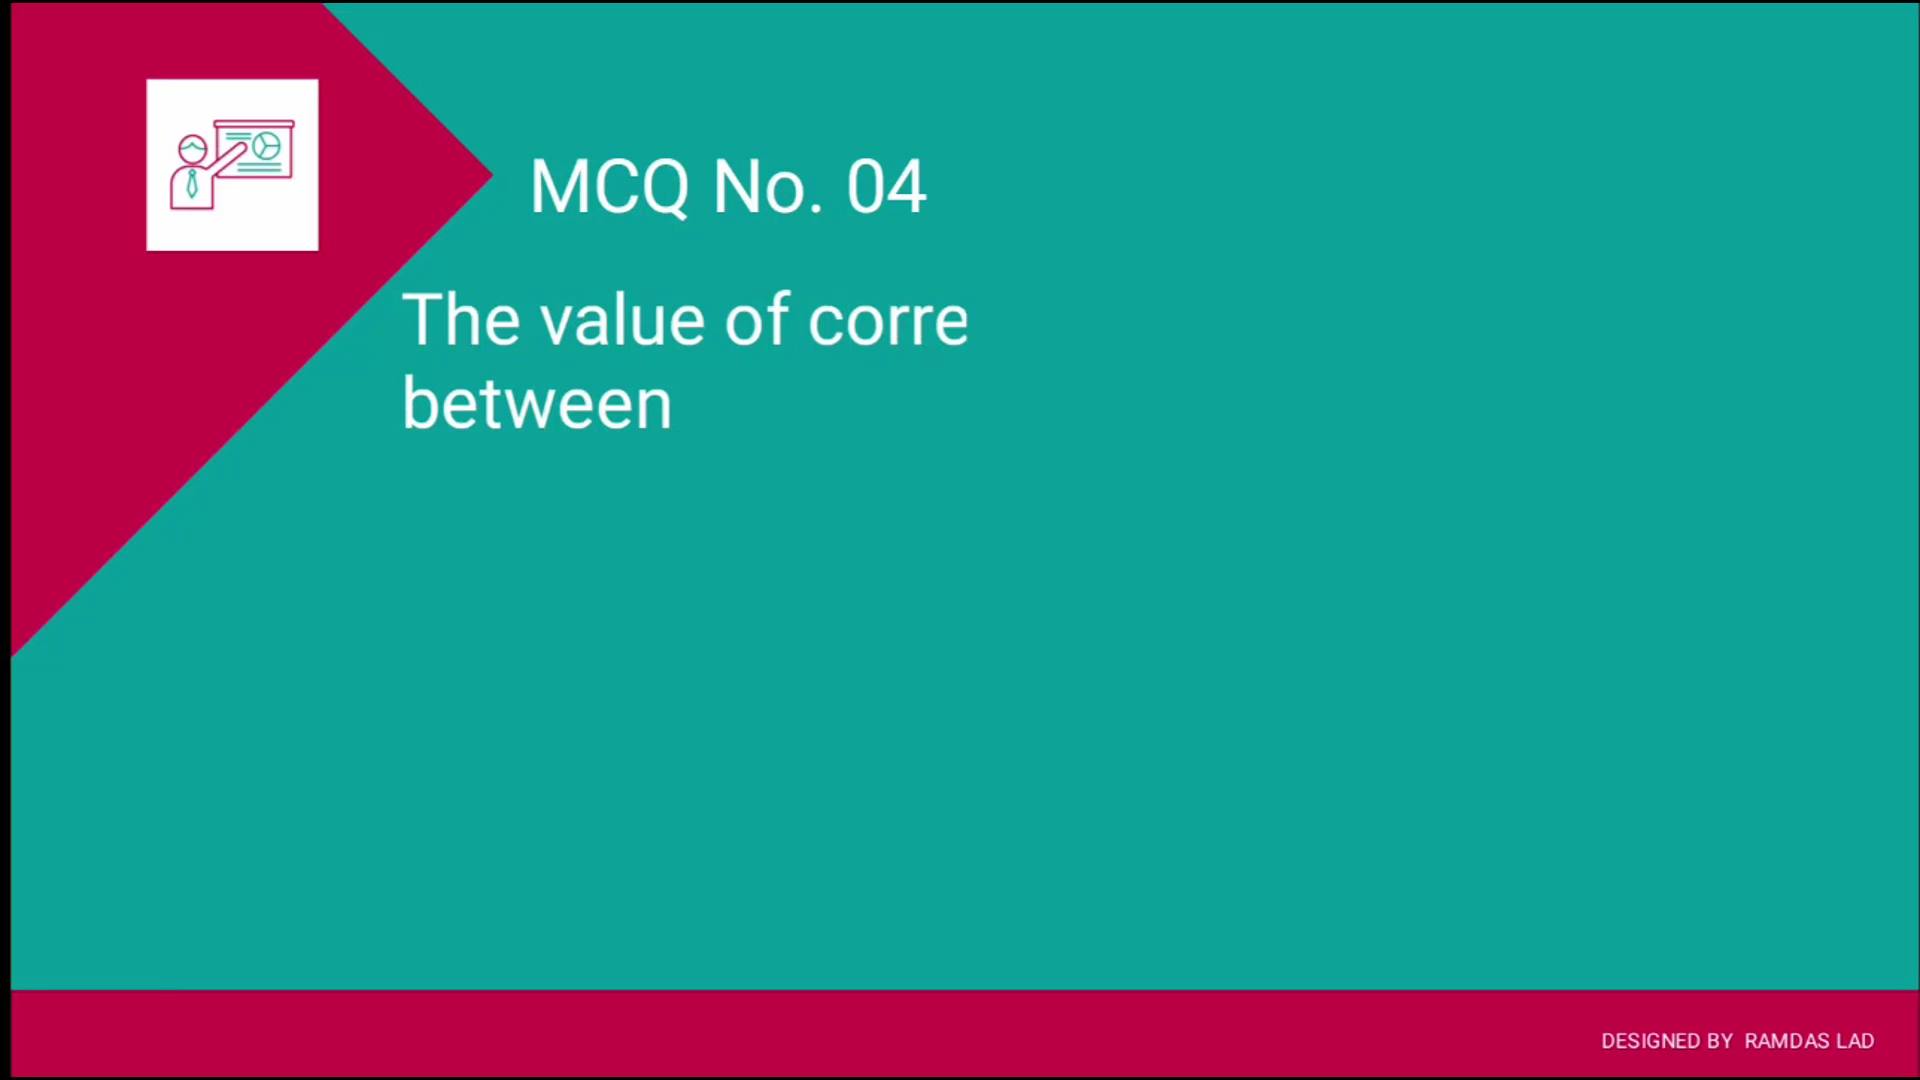 MCQ No. 04
The value of corre
between
DESIGNED BY RAMDAS LAD